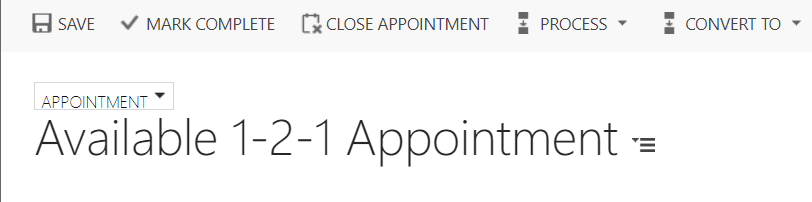 SAVE MARK COMPLETE CLOSE APPOINTMENT PROCESS CONVERT TO
APPOINTMENT
Available 1-2-1 Appointment